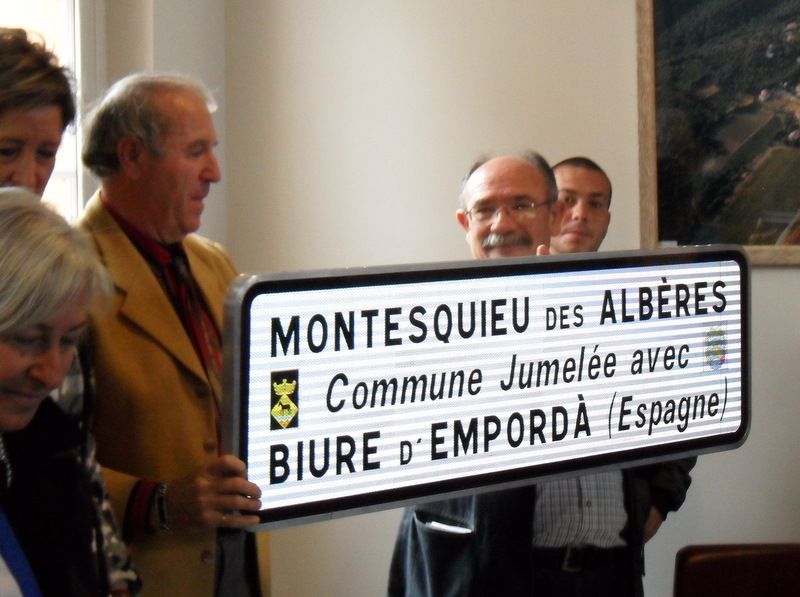 MONTESQUIEU DES ALBÈRES
Commune Jumelée avec
BIURE D'EMPORDÀ (Espagne)